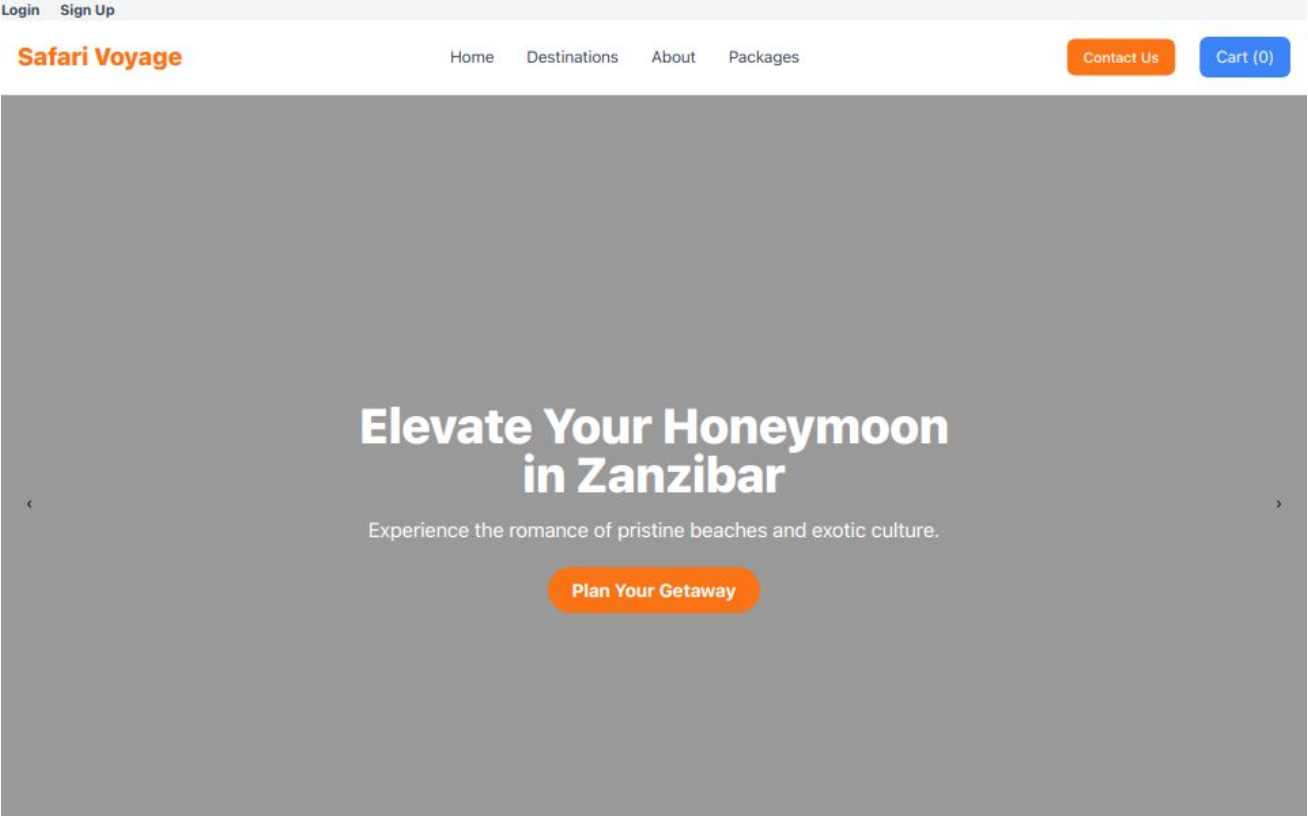 Login Sign Up
Safari Voyage Home Destinations About Packages Contact Us Cart (0)
Elevate Your Honeymoon
in Zanzibar
‹ ›
Experience the romance of pristine beaches and exotic culture.
Plan Your Getaway